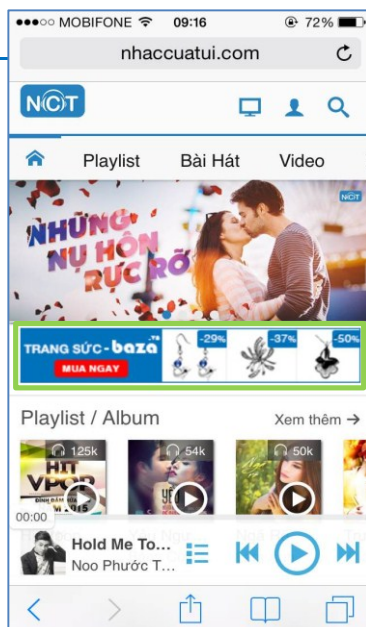 MOBIFONE 09:16 72%
nhaccuatui.com
NCT
Playlist Bài Hát Video
NCT
NHỮNG
NỤ HÔN
RỰC RỠ
TRANG SỨC - baza
MUA NGAY
-29% -37% -50%
Playlist / Album Xem thêm →
125k 54k 50k
HIT
VPOP
2015
YÊU
00:00
Hold Me To...
Noo Phước T...